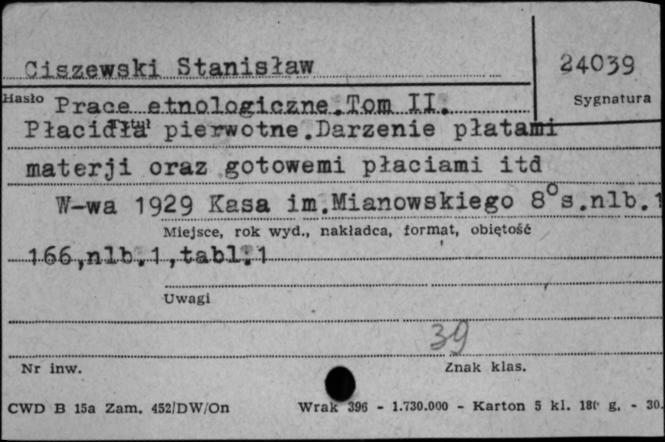 Ciszewski Stanisław
24039
Hasło
Sygnatura
Prace etnologiczne.Tom II.
Tytuł
Płacidła pierwotne.Darzenie płatami
materji oraz gotowemi płaciami itd
W-wa 1929 Kasa im.Mianowskiego 8°s.nlb.1
Miejsce, rok wyd., nakładca, format, objętość
166,nlb.1,tabl.1
Uwagi
39
Nr inw.
Znak klas.
CWD B 15a Zam. 452/DW/On
Wrak 396 - 1.730.000 - Karton 5 kl. 180 g. - 30.